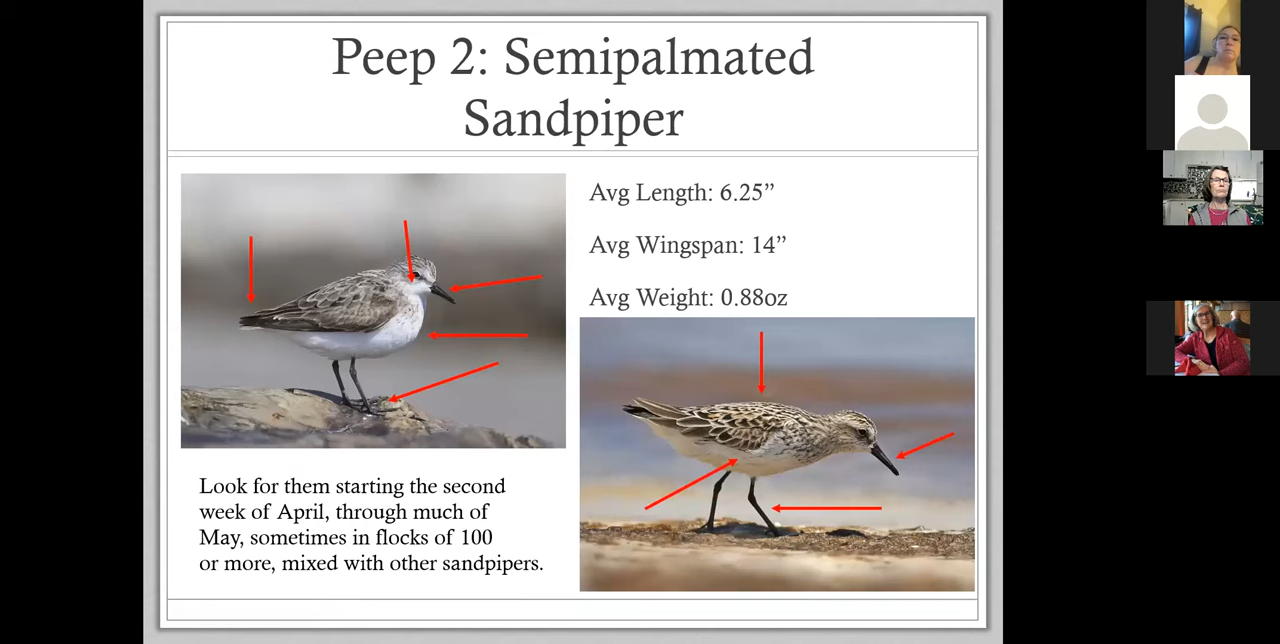 Peep 2: Semipalmated
Sandpiper
Avg Length: 6.25”
Avg Wingspan: 14”
Avg Weight: 0.88oz
Look for them starting the second
week of April, through much of
May, sometimes in flocks of 100
or more, mixed with other sandpipers.